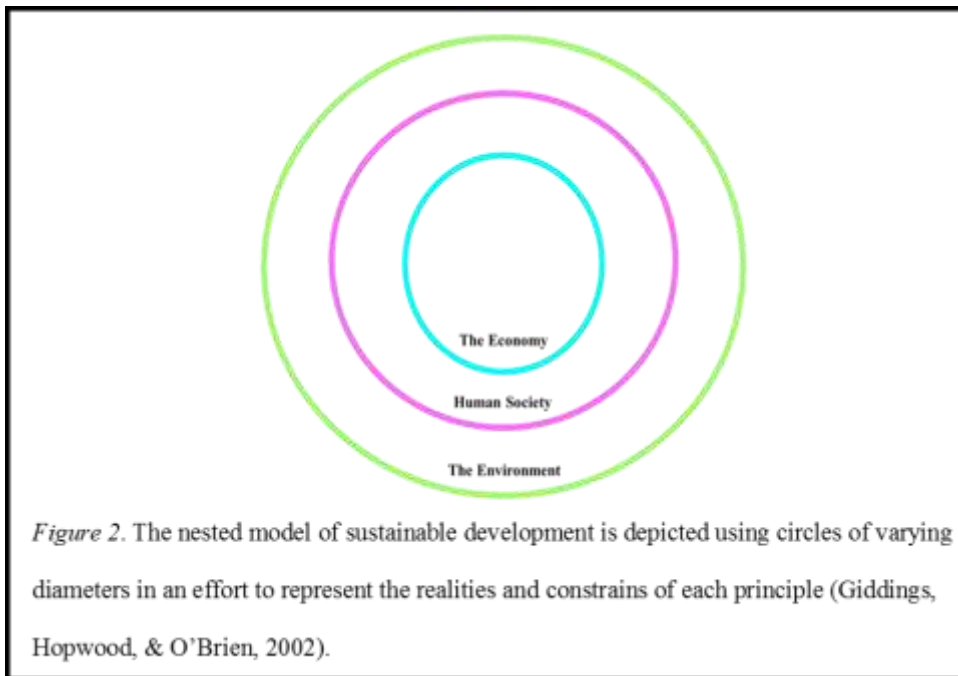 The Economy
Human Society
The Environment
Figure 2. The nested model of sustainable development is depicted using circles of varying
diameters in an effort to represent the realities and constrains of each principle (Giddings,
Hopwood, & O’Brien, 2002).